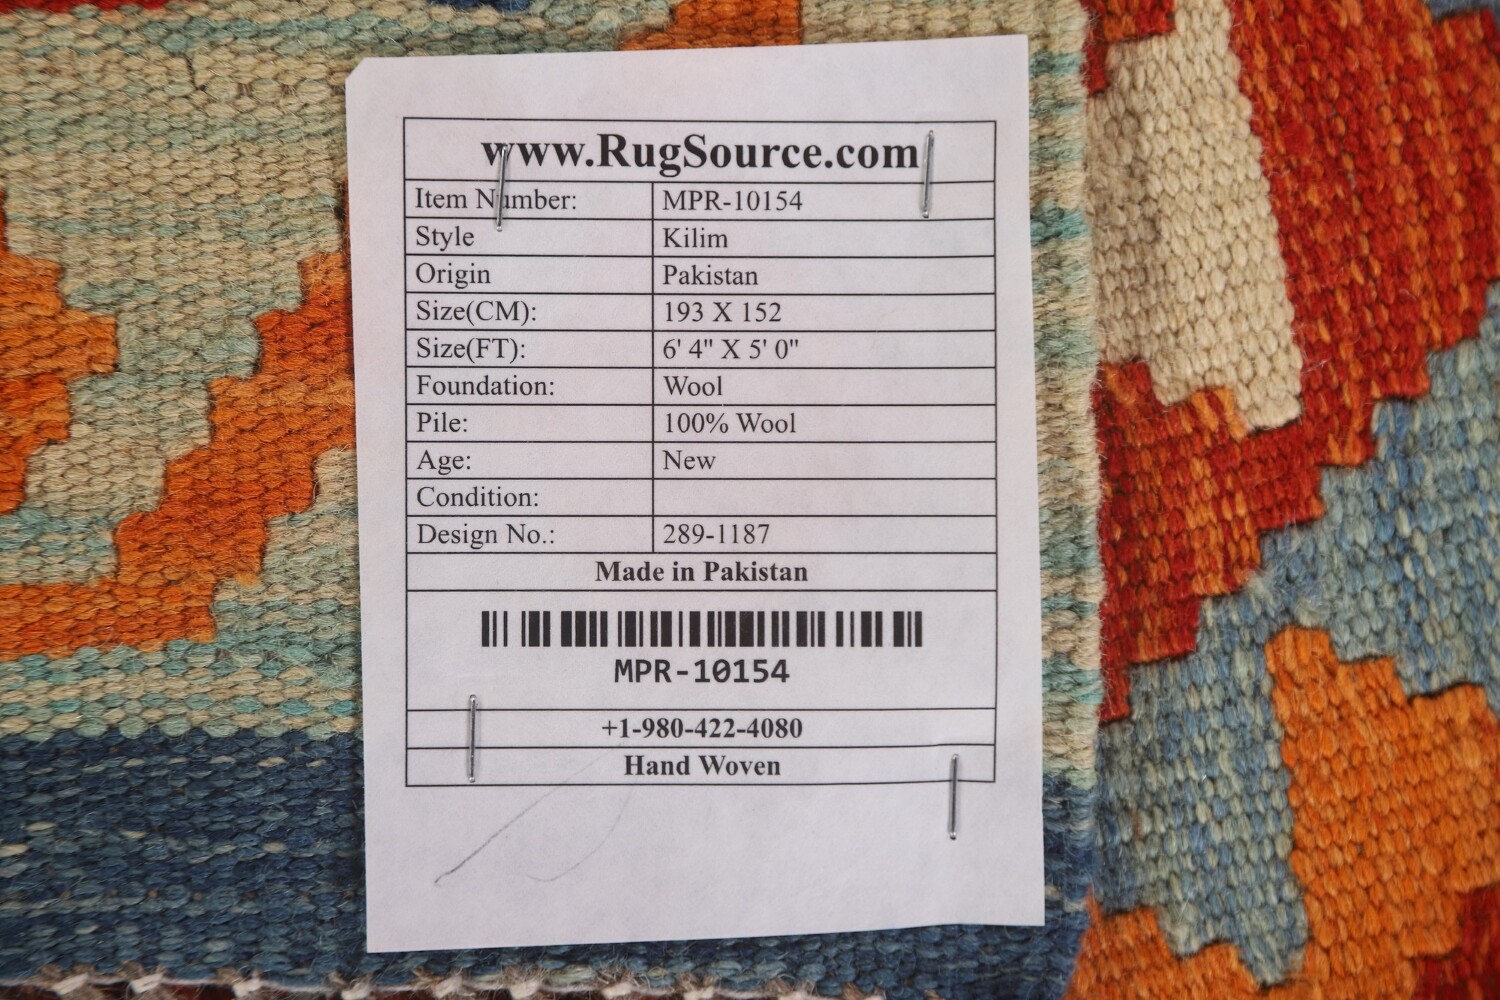 www.RugSource.com
Item Number: MPR-10154
Style Kilim
Origin Pakistan
Size(CM): 193 X 152
Size(FT): 6' 4" X 5' 0"
Foundation: Wool
Pile: 100% Wool
Age: New
Condition:
Design No.: 289-1187
Made in Pakistan
MPR-10154
+1-980-422-4080
Hand Woven